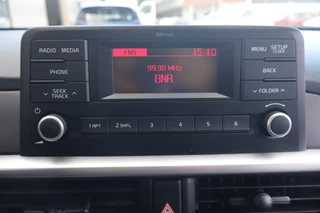 Bluetooth
RADIO MEDIA
FM1 15:40
MENU SETUP
CLOCK
PHONE
99.90 MHz
BNR
BACK
SEEK
TRACK
FOLDER
1 RPT 2 SHFL 3 4 5 6